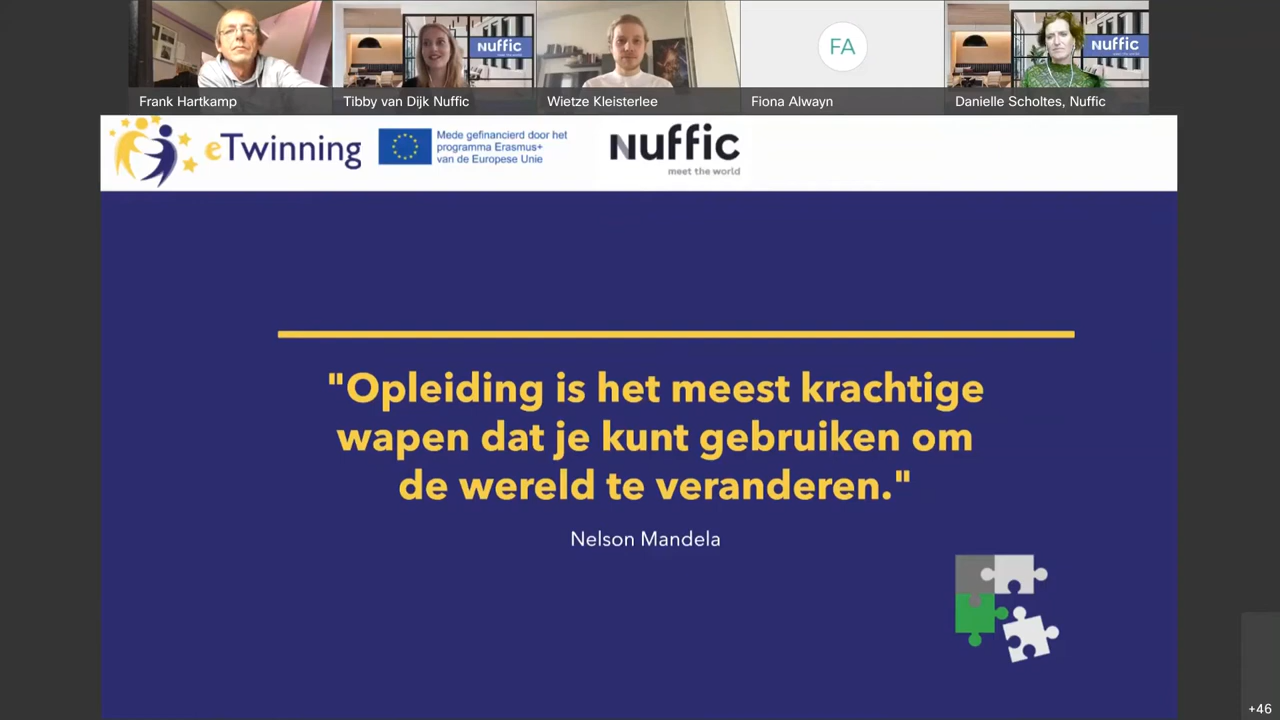 Nuffic
Nuffic
Frank Hartkamp
Tibby van Dijk Nuffic
Wietze Kleisterlee
FA
Fiona Alwayn
Danielle Scholtes, Nuffic
eTwinning
Mede gefinancierd door het
programma Erasmus+
van de Europese Unie
Nuffic
meet the world
"Opleiding is het meest krachtige
wapen dat je kunt gebruiken om
de wereld te veranderen."
Nelson Mandela
+46